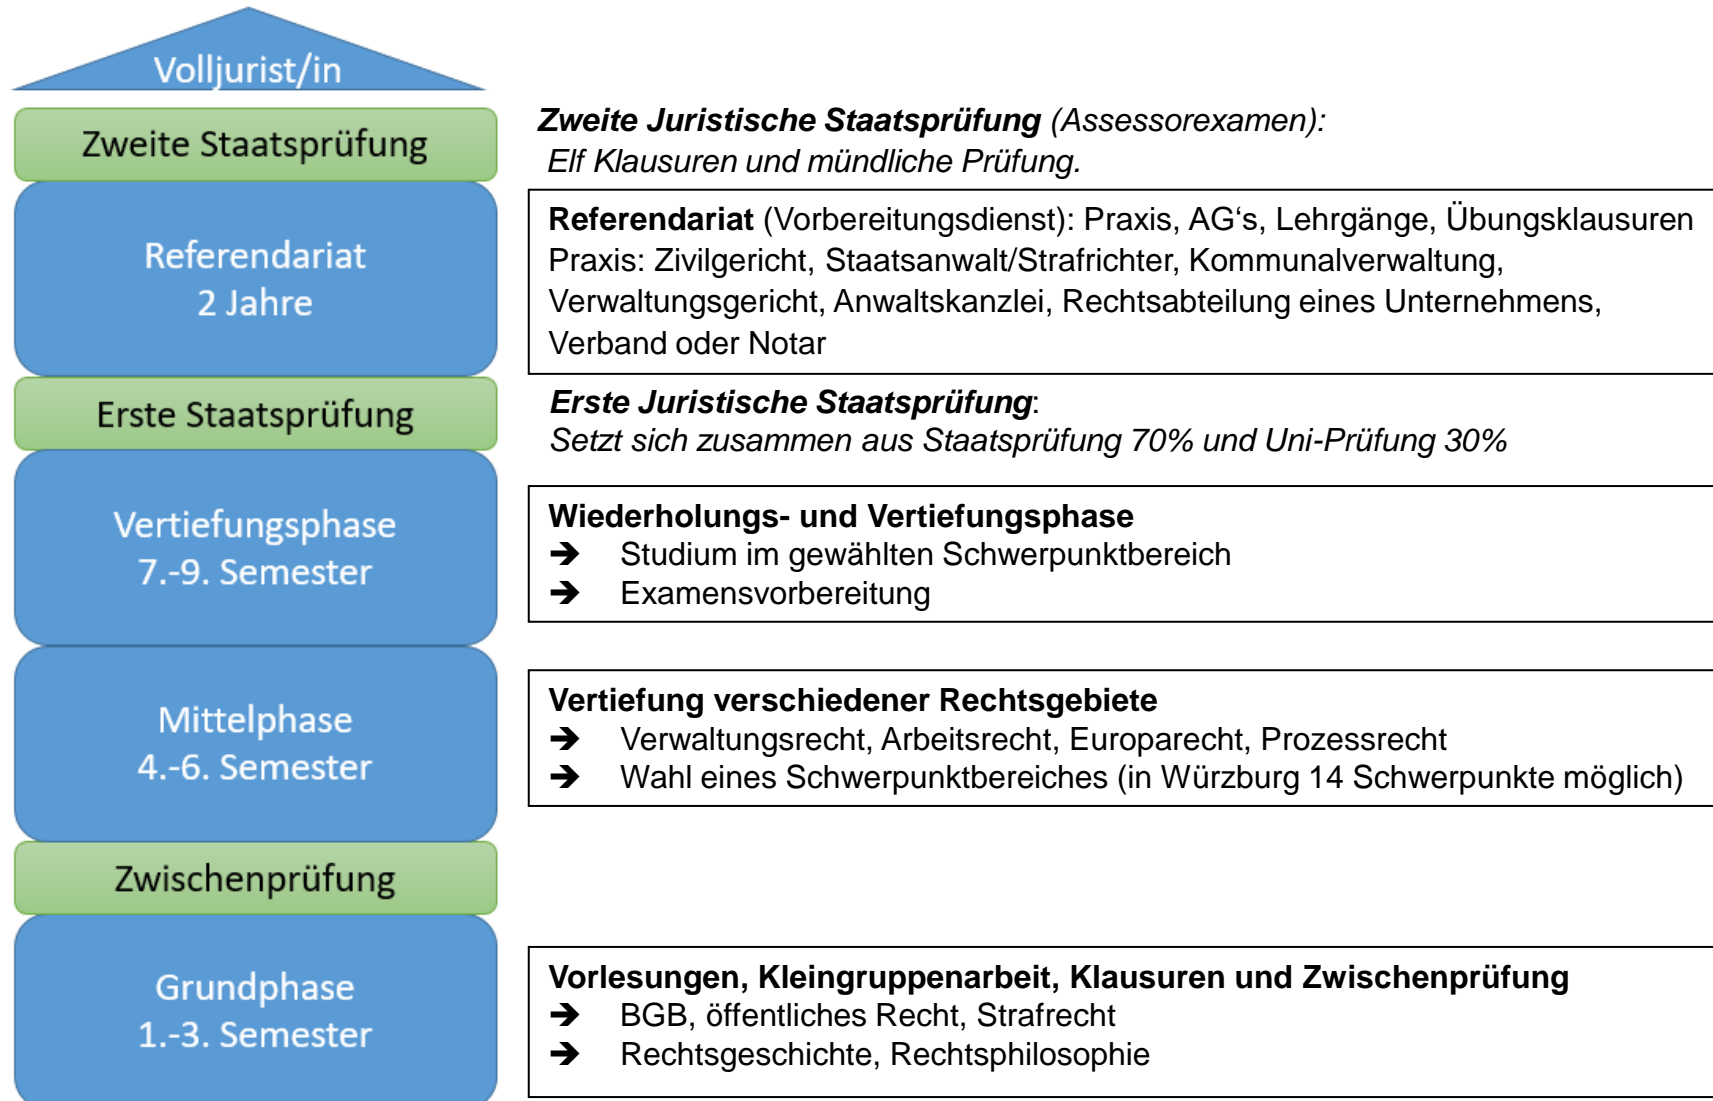 Volljurist/in
Zweite Staatsprüfung
Zweite Juristische Staatsprüfung (Assessorexamen):
Elf Klausuren und mündliche Prüfung.
Referendariat
2 Jahre
Referendariat (Vorbereitungsdienst): Praxis, AG‘s, Lehrgänge, Übungsklausuren
Praxis: Zivilgericht, Staatsanwalt/Strafrichter, Kommunalverwaltung,
Verwaltungsgericht, Anwaltskanzlei, Rechtsabteilung eines Unternehmens,
Verband oder Notar
Erste Staatsprüfung
Erste Juristische Staatsprüfung:
Setzt sich zusammen aus Staatsprüfung 70% und Uni-Prüfung 30%
Vertiefungsphase
7.-9. Semester
Wiederholungs- und Vertiefungsphase
➔ Studium im gewählten Schwerpunktbereich
➔ Examensvorbereitung
Mittelphase
4.-6. Semester
Vertiefung verschiedener Rechtsgebiete
➔ Verwaltungsrecht, Arbeitsrecht, Europarecht, Prozessrecht
➔ Wahl eines Schwerpunktbereiches (in Würzburg 14 Schwerpunkte möglich)
Zwischenprüfung
Grundphase
1.-3. Semester
Vorlesungen, Kleingruppenarbeit, Klausuren und Zwischenprüfung
➔ BGB, öffentliches Recht, Strafrecht
➔ Rechtsgeschichte, Rechtsphilosophie